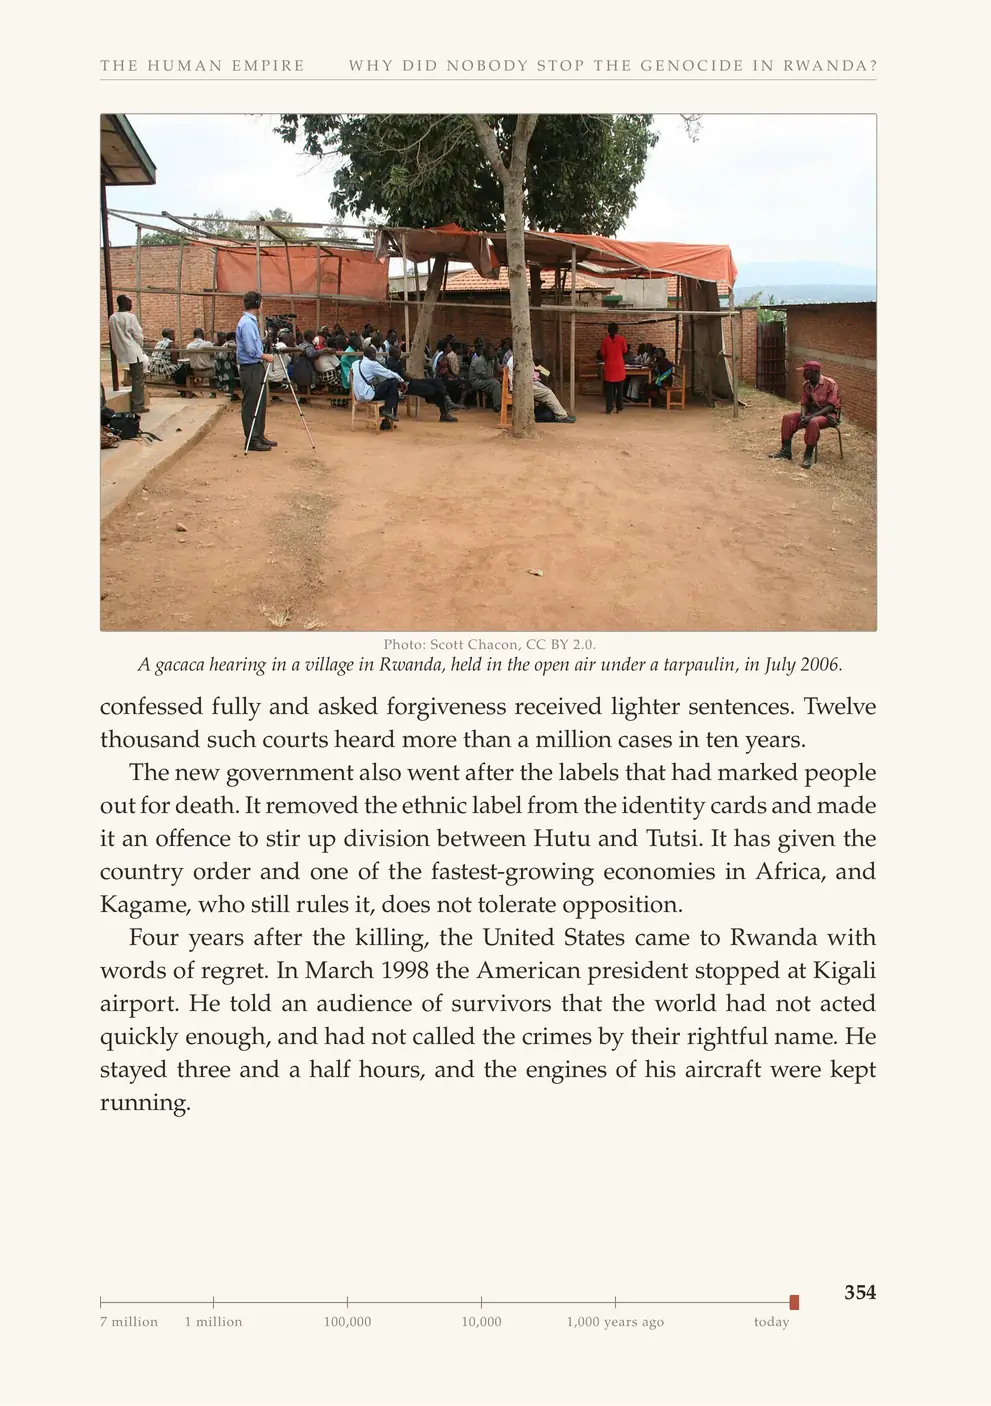 THE HUMAN EMPIRE WHY DID NOBODY STOP THE GENOCIDE IN RWANDA?
Photo: Scott Chacon, CC BY 2.0.
A gacaca hearing in a village in Rwanda, held in the open air under a tarpaulin, in July 2006.
confessed fully and asked forgiveness received lighter sentences. Twelve
thousand such courts heard more than a million cases in ten years.
The new government also went after the labels that had marked people
out for death. It removed the ethnic label from the identity cards and made
it an offence to stir up division between Hutu and Tutsi. It has given the
country order and one of the fastest-growing economies in Africa, and
Kagame, who still rules it, does not tolerate opposition.
Four years after the killing, the United States came to Rwanda with
words of regret. In March 1998 the American president stopped at Kigali
airport. He told an audience of survivors that the world had not acted
quickly enough, and had not called the crimes by their rightful name. He
stayed three and a half hours, and the engines of his aircraft were kept
running.
354
7 million 1 million 100,000 10,000 1,000 years ago today